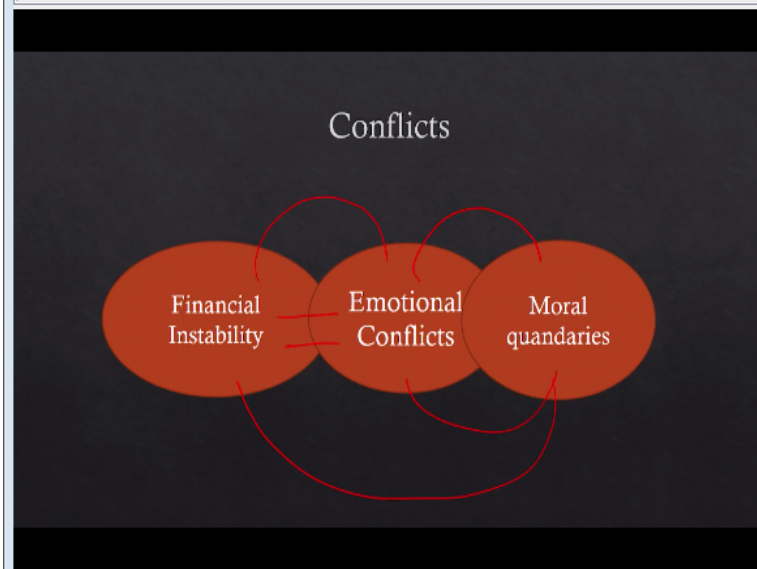 Conflicts
Financial
Instability
Emotional
Conflicts
Moral
quandaries